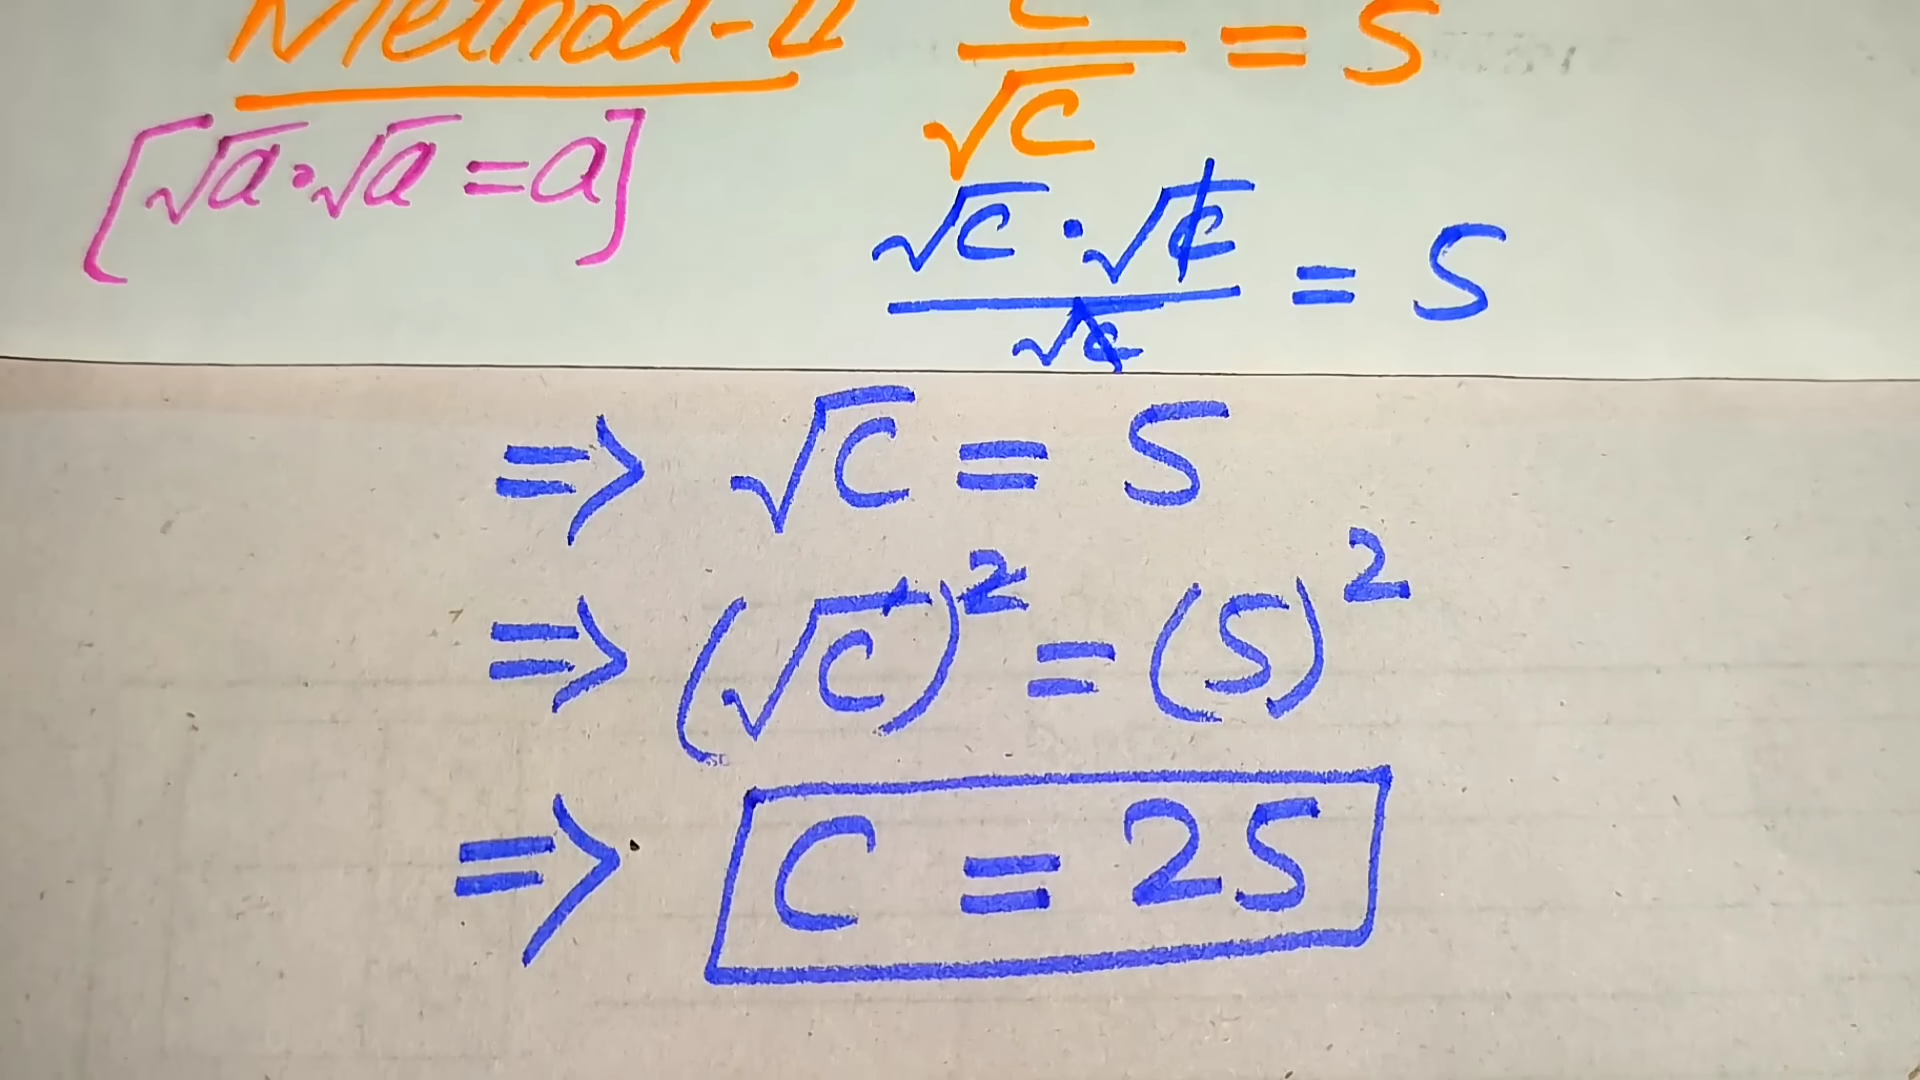 Method-II C/√C = 5
[√a·√a = a]
√C·√C/√C = 5
⇒ √C = 5
⇒ (√C)² = (5)²
⇒ C = 25